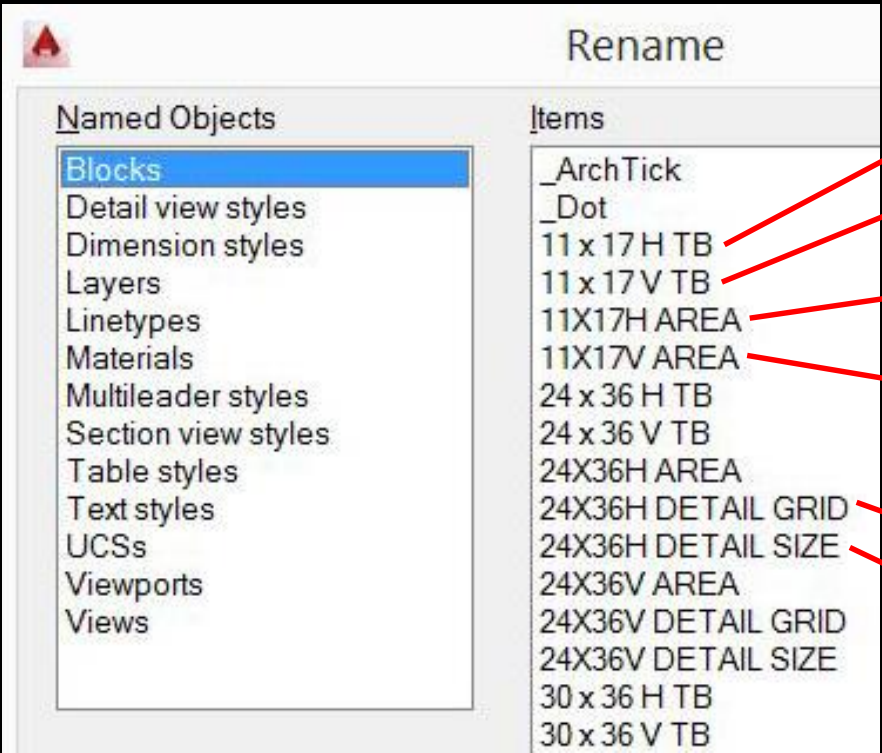 Rename
Named Objects
Blocks
Detail view styles
Dimension styles
Layers
Linetypes
Materials
Multileader styles
Section view styles
Table styles
Text styles
UCSs
Viewports
Views
Items
_ArchTick
_Dot
11 x 17 H TB
11 x 17 V TB
11X17H AREA
11X17V AREA
24 x 36 H TB
24 x 36 V TB
24X36H AREA
24X36H DETAIL GRID
24X36H DETAIL SIZE
24X36V AREA
24X36V DETAIL GRID
24X36V DETAIL SIZE
30 x 36 H TB
30 x 36 V TB